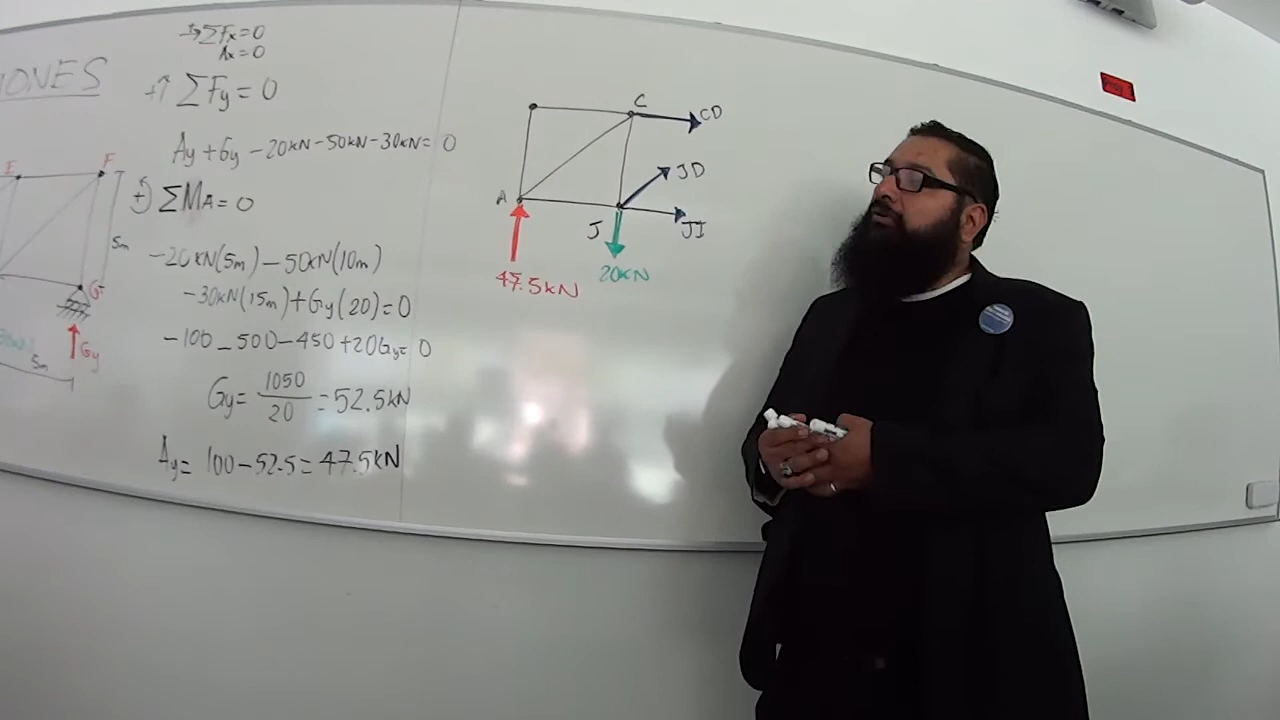 IONES
E
F
5m
G
Gy
5m
→ΣFx=0
Ax=0
+↑ ΣFy=0
Ay+Gy-20kN-50kN-30kN=0
+) ΣMA=0
-20kN(5m)-50kN(10m)
-30kN(15m)+Gy(20)=0
-100-500-450+20Gy=0
Gy=1050/20=52.5kN
Ay=100-52.5=47.5kN
C
CD
JD
A
J
JI
47.5kN
20kN